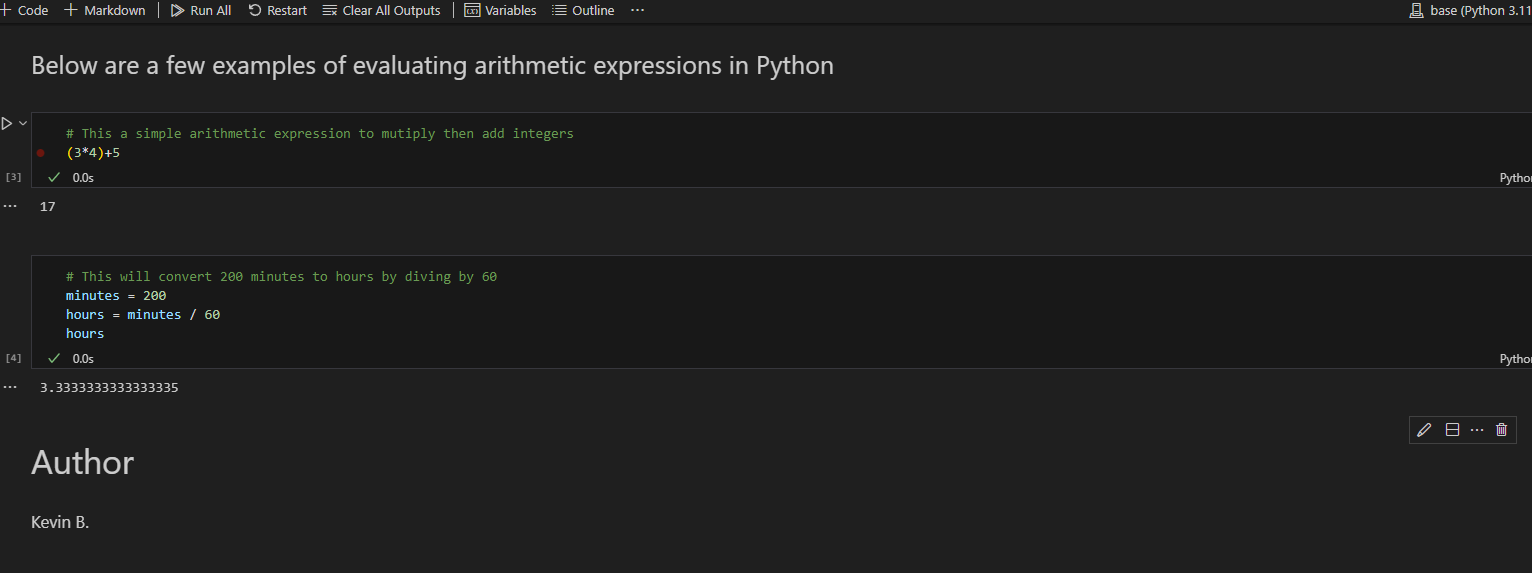 + Code + Markdown | Run All Restart Clear All Outputs | Variables Outline ... base (Python 3.11
Below are a few examples of evaluating arithmetic expressions in Python
# This a simple arithmetic expression to mutiply then add integers
(3*4)+5
[3] 0.0s Python
... 17
# This will convert 200 minutes to hours by diving by 60
minutes = 200
hours = minutes / 60
hours
[4] 0.0s Python
... 3.3333333333333335
Author
Kevin B.